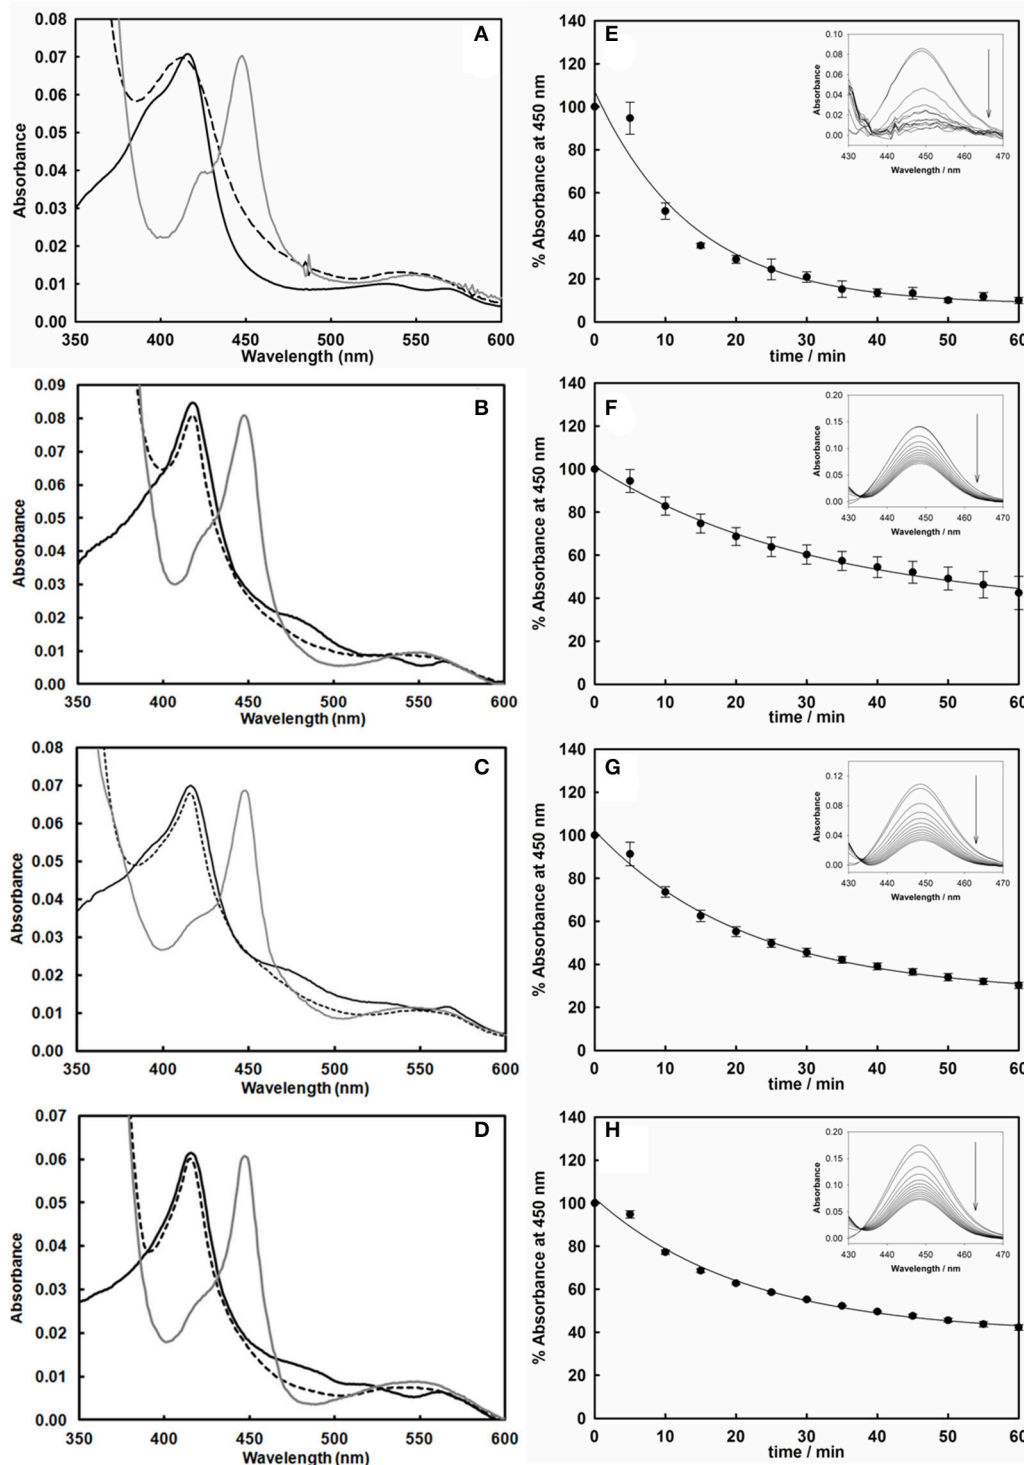 A
Absorbance
0.08
0.07
0.06
0.05
0.04
0.03
0.02
0.01
0.00
350 400 450 500 550 600
Wavelength (nm)
E
% Absorbance at 450 nm
140
120
100
80
60
40
20
0
0 10 20 30 40 50 60
time / min
Absorbance
0.10
0.08
0.06
0.04
0.02
0.00
430 440 450 460 470
Wavelength / nm
B
Absorbance
0.09
0.08
0.07
0.06
0.05
0.04
0.03
0.02
0.01
0.00
350 400 450 500 550 600
Wavelength (nm)
F
% Absorbance at 450 nm
140
120
100
80
60
40
20
0
0 10 20 30 40 50 60
time / min
Absorbance
0.20
0.15
0.10
0.05
0.00
430 440 450 460 470
Wavelength / nm
C
Absorbance
0.08
0.07
0.06
0.05
0.04
0.03
0.02
0.01
0.00
350 400 450 500 550 600
Wavelength (nm)
G
% Absorbance at 450 nm
140
120
100
80
60
40
20
0
0 10 20 30 40 50 60
time / min
Absorbance
0.12
0.08
0.04
0.00
430 440 450 460 470
Wavelength / nm
D
Absorbance
0.07
0.06
0.05
0.04
0.03
0.02
0.01
0.00
350 400 450 500 550 600
Wavelength (nm)
H
% Absorbance at 450 nm
140
120
100
80
60
40
20
0
0 10 20 30 40 50 60
time / min
Absorbance
0.20
0.15
0.10
0.05
0.00
430 440 450 460 470
Wavelength / nm